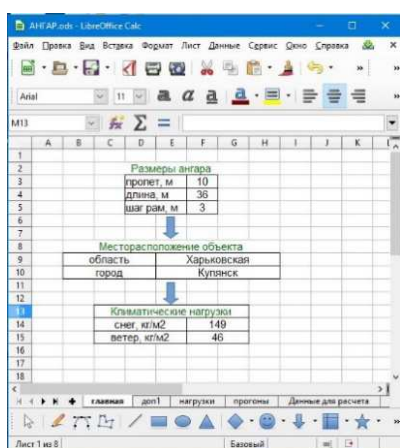 АНГАР.ods - LibreOffice Calc
Файл Правка Вид Вставка Формат Лист Данные Сервис Окно Справка
Arial 11
M13
A B C D E F G H I J K
1
2 Размеры ангара
3 пролет, м 10
4 длина, м 36
5 шаг рам, м 3
6
7
8 Месторасположение объекта
9 область Харьковская
10 город Купянск
11
12
13 Климатические нагрузки
14 снег, кг/м2 149
15 ветер, кг/м2 46
16
17
18
главная доп1 нагрузки прогоны Данные для расчета
Лист 1 из 8 Базовый